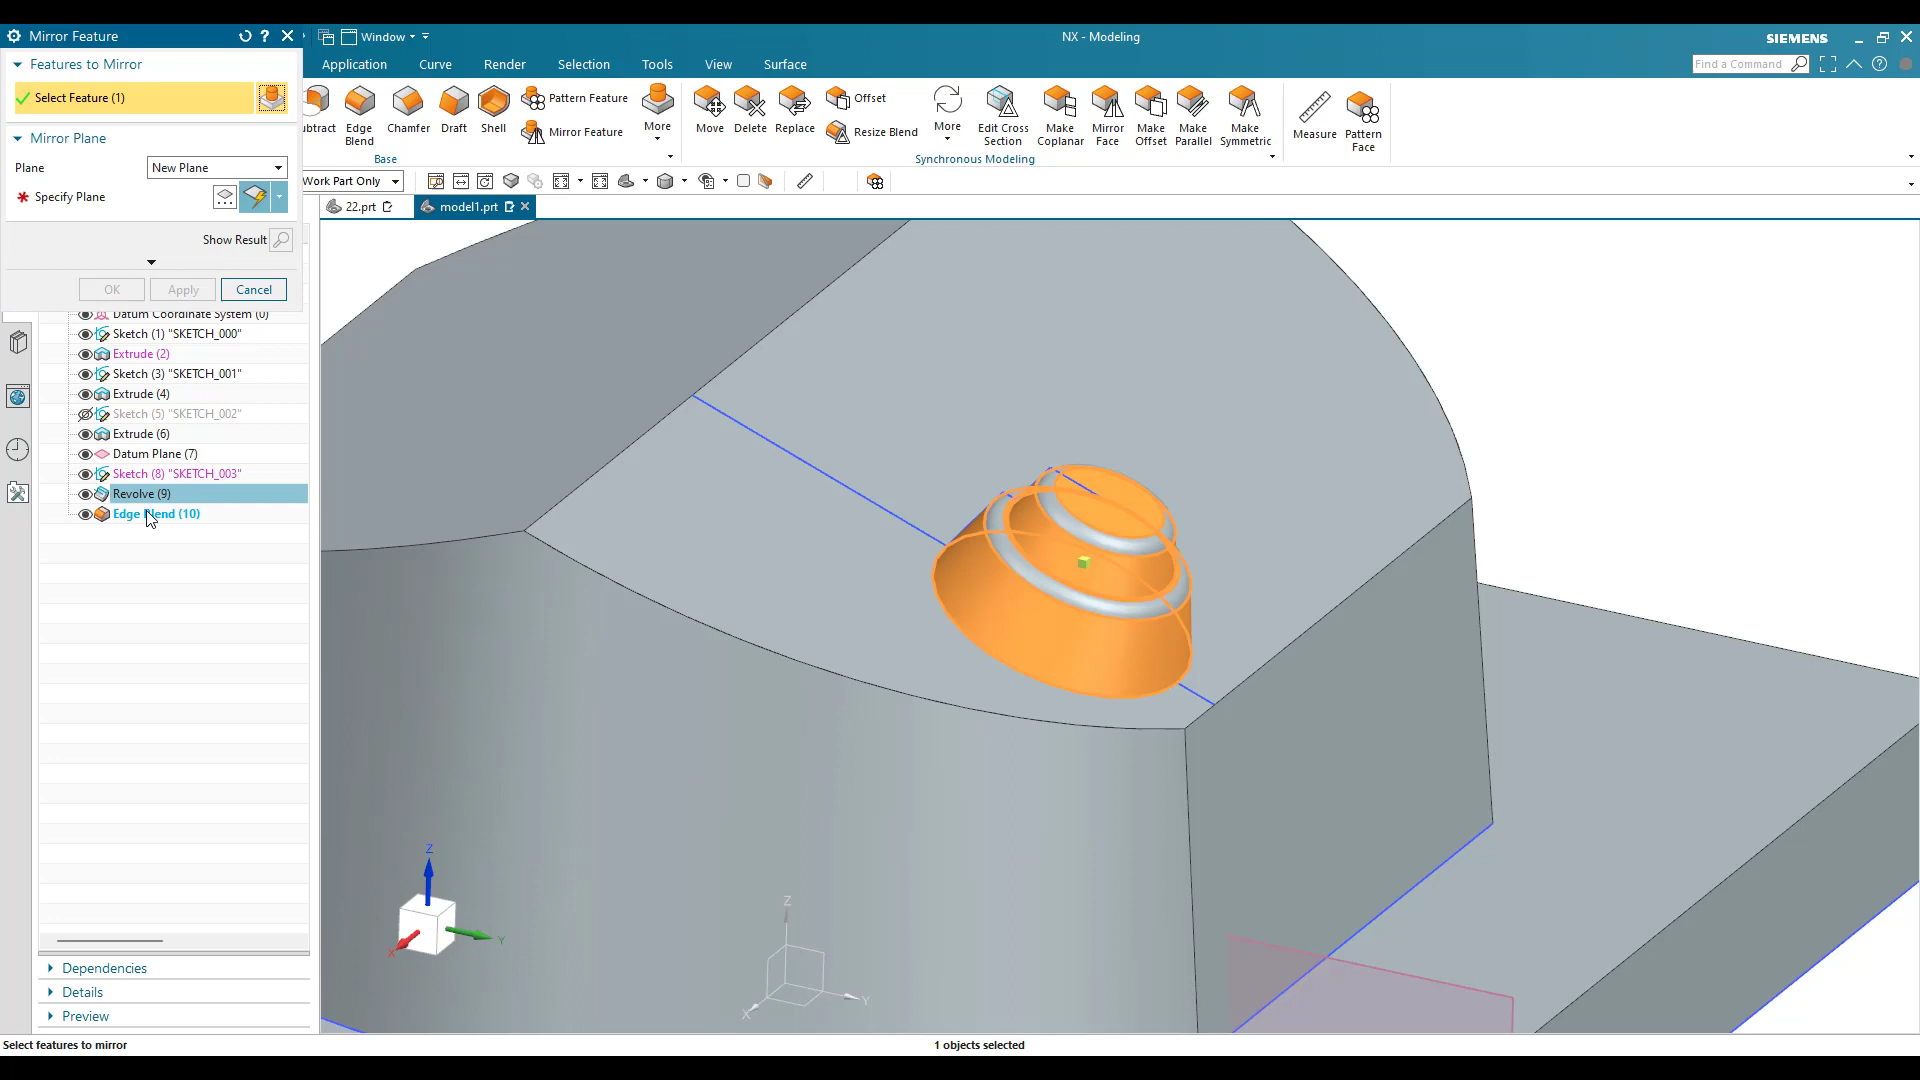 Mirror Feature
Window
NX - Modeling
SIEMENS
Features to Mirror
Application
Curve
Render
Selection
Tools
View
Surface
Find a Command
Select Feature (1)
Mirror Plane
Plane
New Plane
Specify Plane
Show Result
OK
Apply
Cancel
ubtract
Edge
Blend
Chamfer
Draft
Shell
Pattern Feature
Mirror Feature
More
Base
Move
Delete
Replace
Offset
Resize Blend
More
Edit Cross
Section
Make
Coplanar
Mirror
Face
Make
Offset
Make
Parallel
Make
Symmetric
Synchronous Modeling
Measure
Pattern
Face
Work Part Only
22.prt
model1.prt
Datum Coordinate System (0)
Sketch (1) "SKETCH_000"
Extrude (2)
Sketch (3) "SKETCH_001"
Extrude (4)
Sketch (5) "SKETCH_002"
Extrude (6)
Datum Plane (7)
Sketch (8) "SKETCH_003"
Revolve (9)
Edge Blend (10)
Z
Y
X
Z
Y
X
Dependencies
Details
Preview
Select features to mirror
1 objects selected